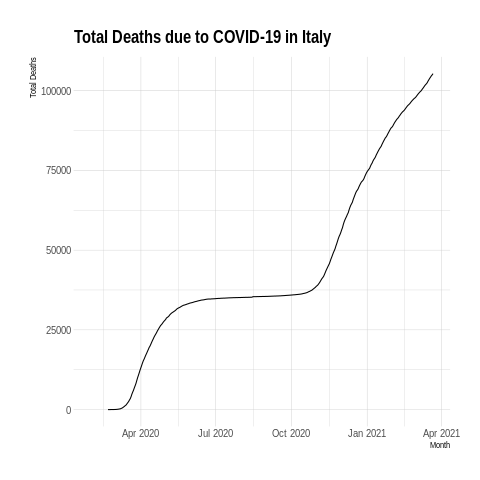 Total Deaths due to COVID-19 in Italy
Total Deaths
100000
75000
50000
25000
0
Apr 2020 Jul 2020 Oct 2020 Jan 2021 Apr 2021
Month